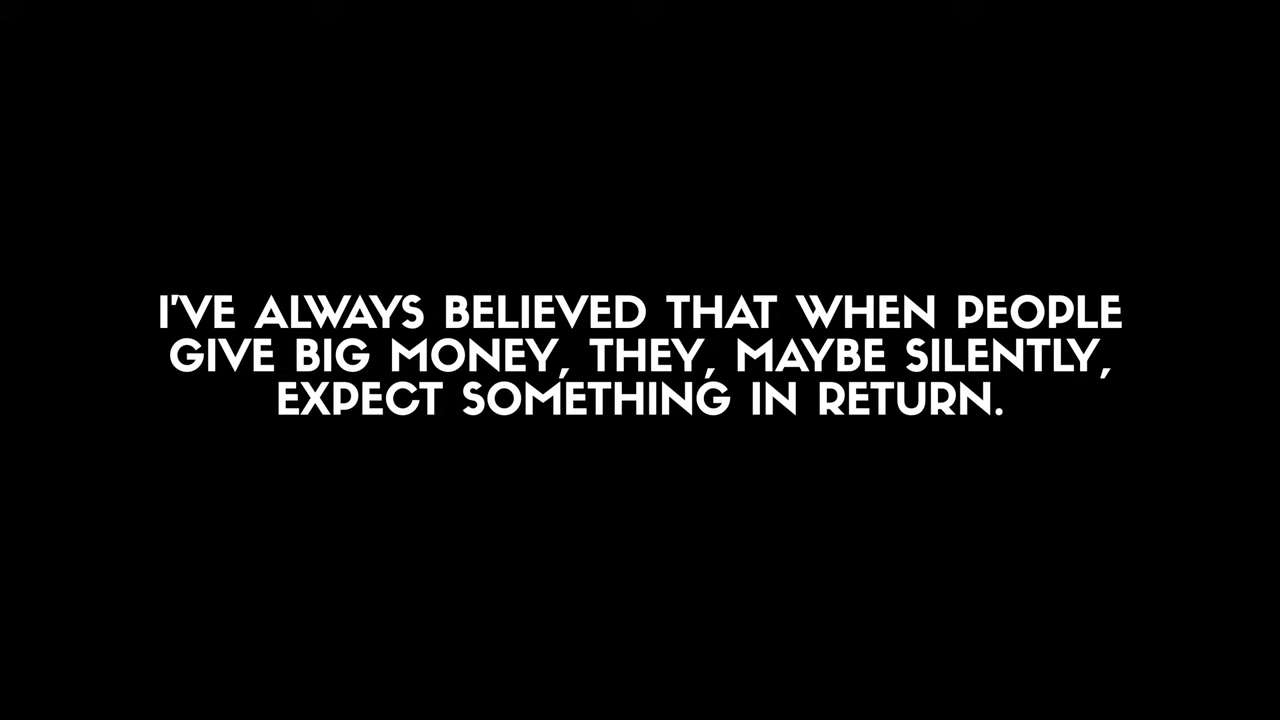 I'VE ALWAYS BELIEVED THAT WHEN PEOPLE
GIVE BIG MONEY, THEY, MAYBE SILENTLY,
EXPECT SOMETHING IN RETURN.